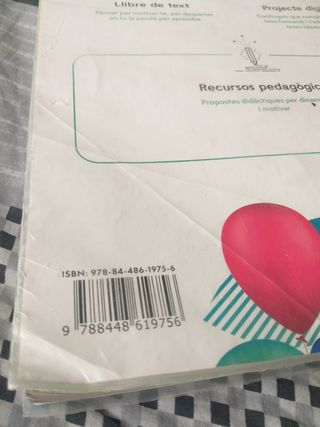 Llibre de text
Pensat per motivar-te, per despertar
en tu la passió per aprendre.
Projecte digi
Recursos pedagògic
Propostes didàctiques per dinam
i motivar
ISBN: 978-84-486-1975-6
9 788448 619756